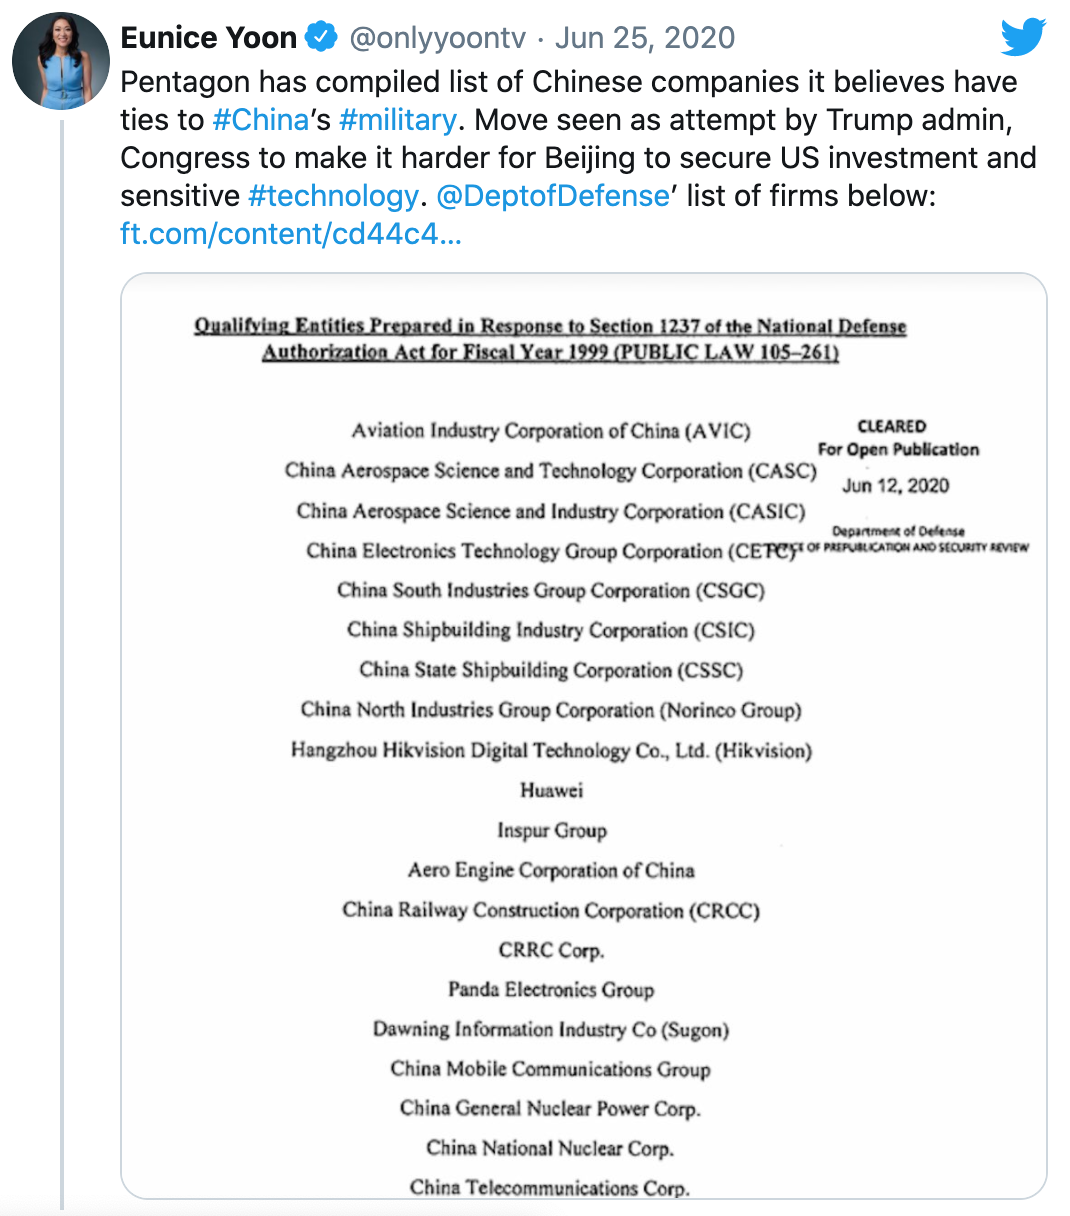 Eunice Yoon @onlyyoontv · Jun 25, 2020
Pentagon has compiled list of Chinese companies it believes have
ties to #China's #military. Move seen as attempt by Trump admin,
Congress to make it harder for Beijing to secure US investment and
sensitive #technology. @DeptofDefense' list of firms below:
ft.com/content/cd44c4...
Qualifying Entities Prepared in Response to Section 1237 of the National Defense
Authorization Act for Fiscal Year 1999 (PUBLIC LAW 105–261)
CLEARED
For Open Publication
Jun 12, 2020
Department of Defense
OF PREPUBLICATION AND SECURITY REVIEW
Aviation Industry Corporation of China (AVIC)
China Aerospace Science and Technology Corporation (CASC)
China Aerospace Science and Industry Corporation (CASIC)
China Electronics Technology Group Corporation (CETC)
China South Industries Group Corporation (CSGC)
China Shipbuilding Industry Corporation (CSIC)
China State Shipbuilding Corporation (CSSC)
China North Industries Group Corporation (Norinco Group)
Hangzhou Hikvision Digital Technology Co., Ltd. (Hikvision)
Huawei
Inspur Group
Aero Engine Corporation of China
China Railway Construction Corporation (CRCC)
CRRC Corp.
Panda Electronics Group
Dawning Information Industry Co (Sugon)
China Mobile Communications Group
China General Nuclear Power Corp.
China National Nuclear Corp.
China Telecommunications Corp.